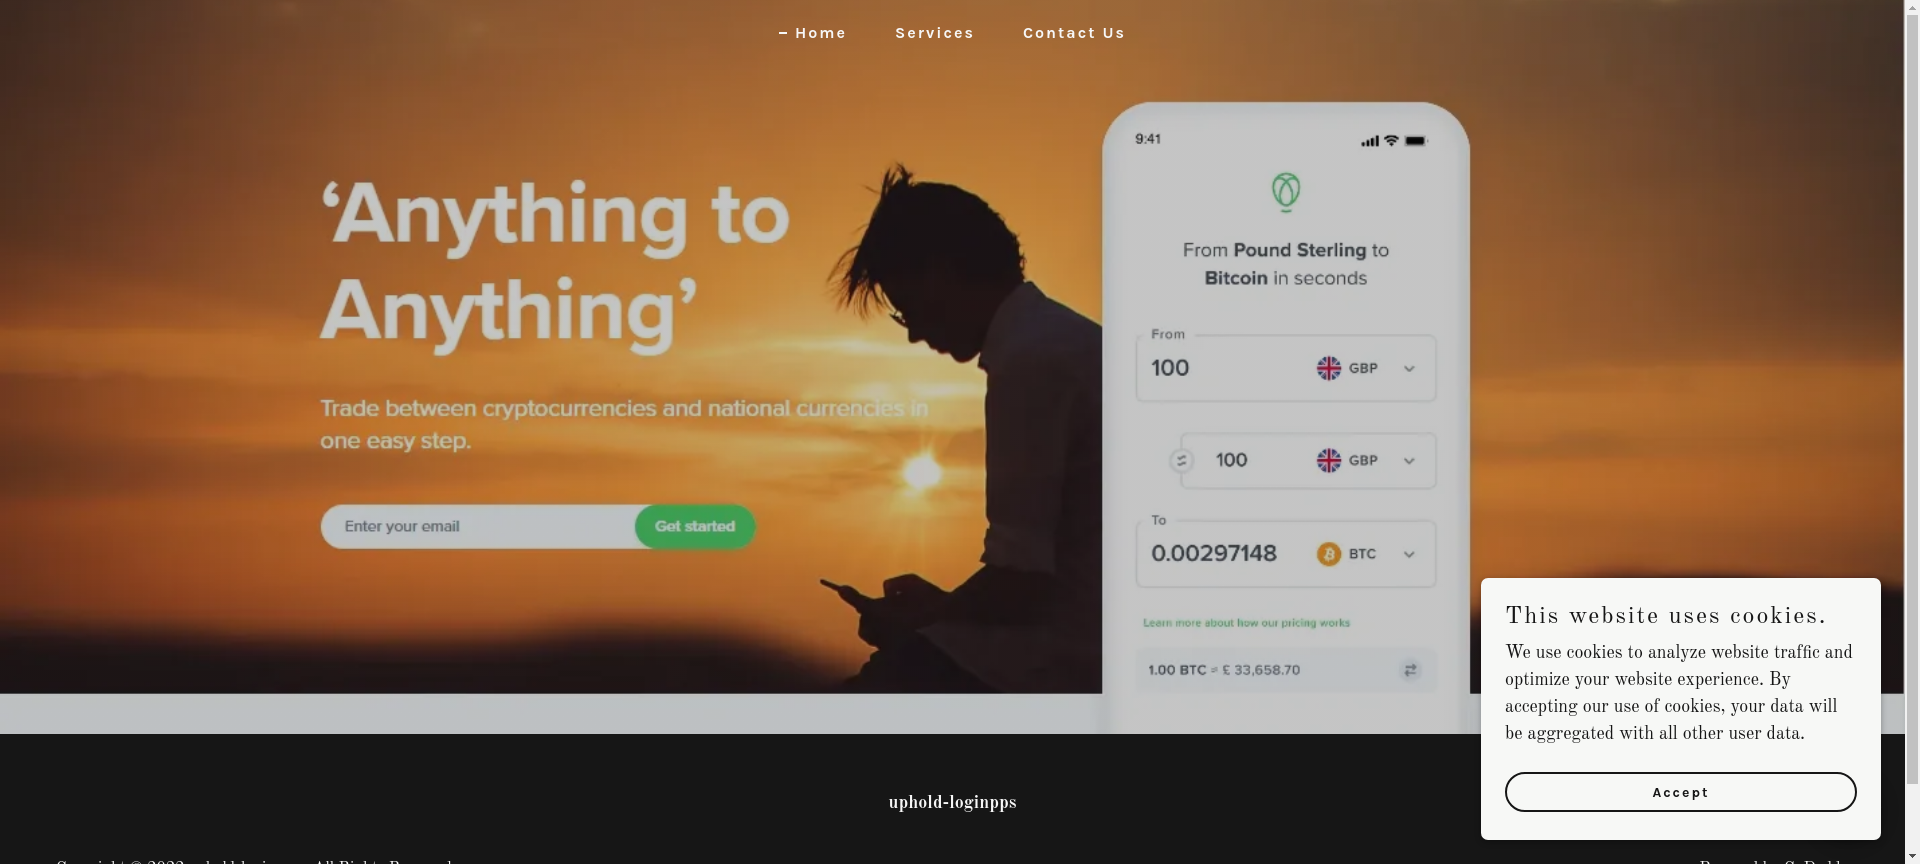 Home Services Contact Us
9:41
‘Anything to
Anything’
Trade between cryptocurrencies and national currencies in
one easy step.
Enter your email Get started
From Pound Sterling to
Bitcoin in seconds
From
100 GBP
100 GBP
To
0.00297148 BTC
Learn more about how our pricing works
1.00 BTC = £ 33,658.70
This website uses cookies.
We use cookies to analyze website traffic and
optimize your website experience. By
accepting our use of cookies, your data will
be aggregated with all other user data.
Accept
uphold-loginpps